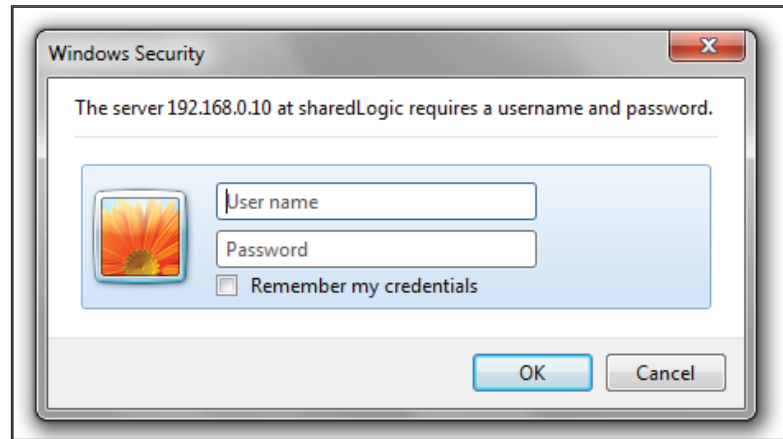 Windows Security
The server 192.168.0.10 at sharedLogic requires a username and password.
User name
Password
Remember my credentials
OK
Cancel